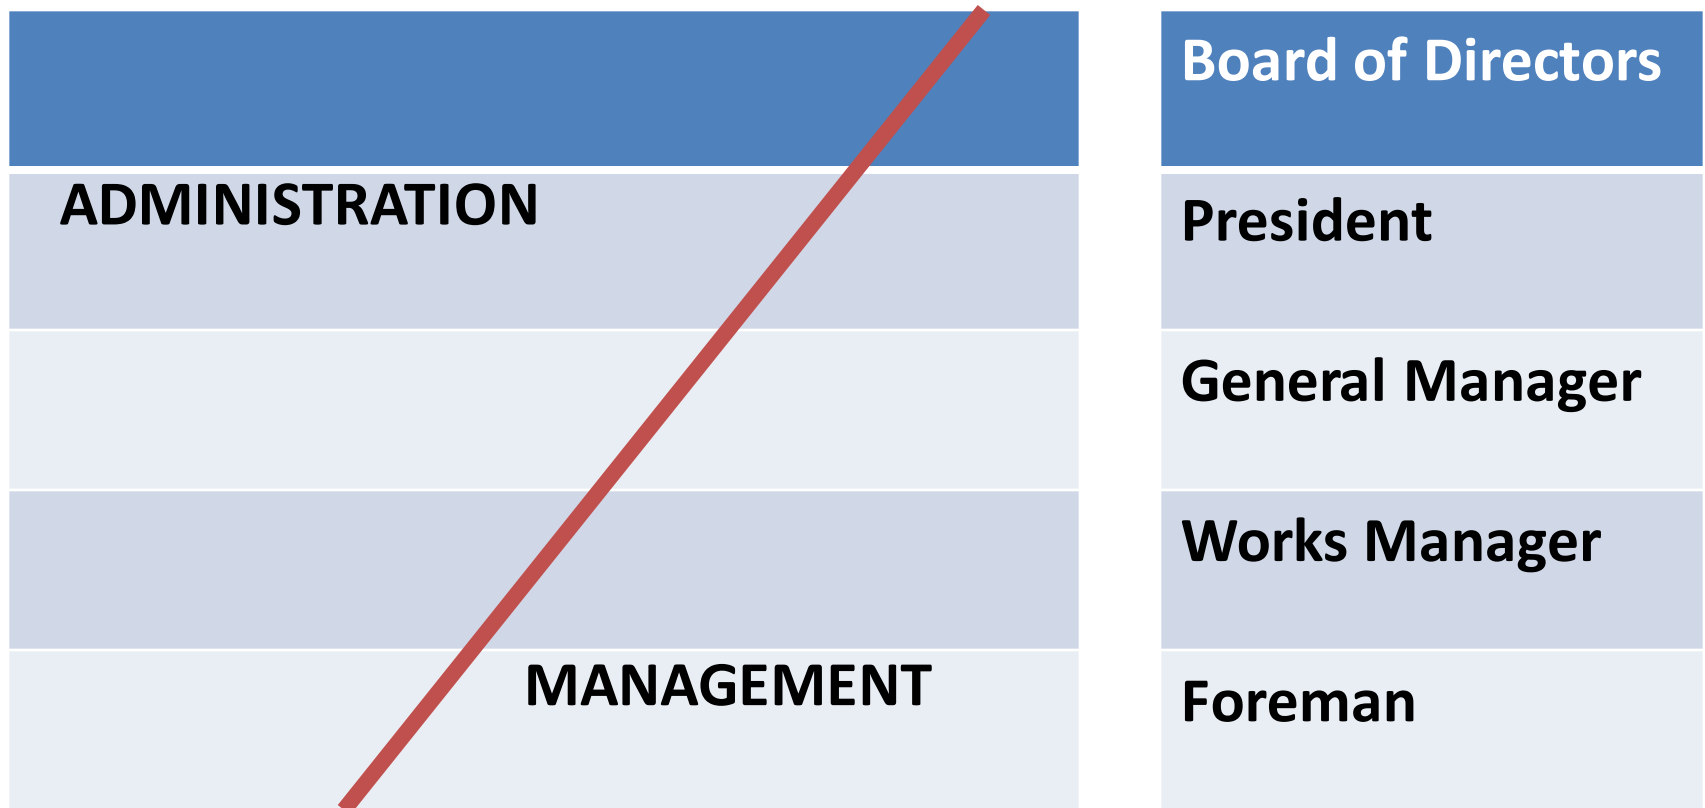 Board of Directors
ADMINISTRATION
President
General Manager
Works Manager
MANAGEMENT
Foreman